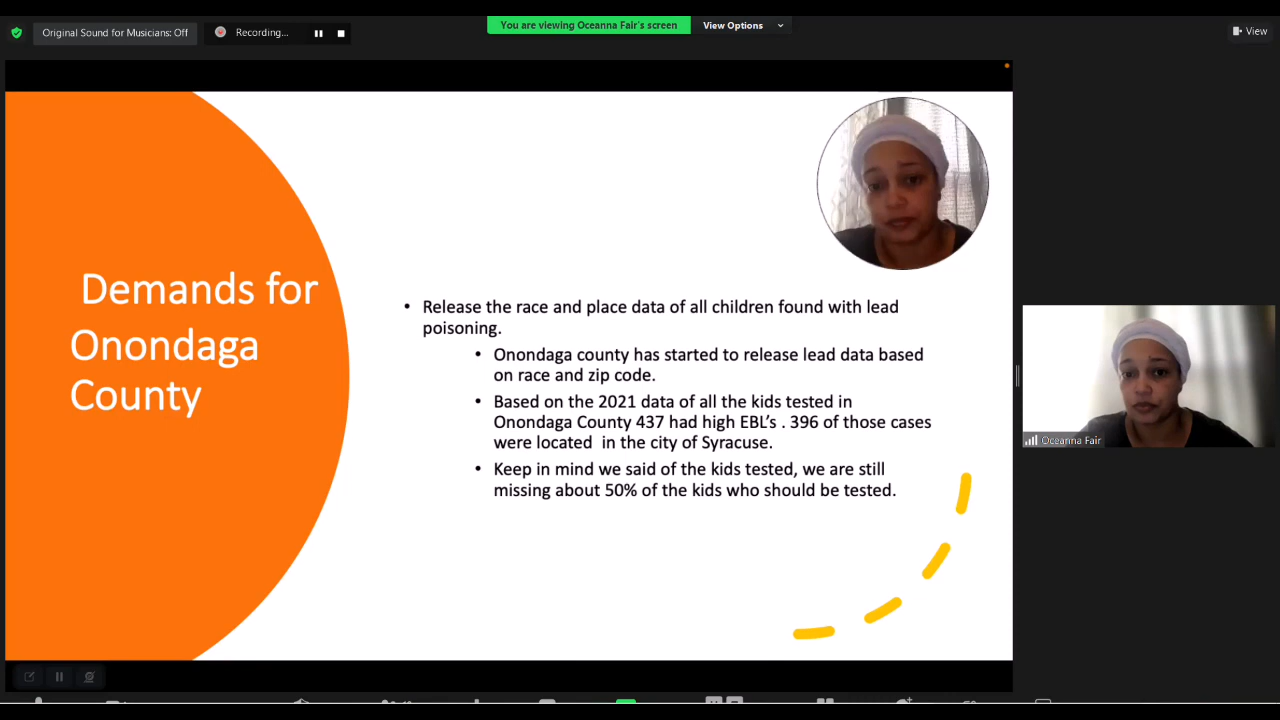 You are viewing Oceanna Fair's screen
View Options
Original Sound for Musicians: Off
Recording...
View
Demands for
Onondaga
County
• Release the race and place data of all children found with lead
poisoning.
• Onondaga county has started to release lead data based
on race and zip code.
• Based on the 2021 data of all the kids tested in
Onondaga County 437 had high EBL's . 396 of those cases
were located in the city of Syracuse.
• Keep in mind we said of the kids tested, we are still
missing about 50% of the kids who should be tested.
Oceanna Fair